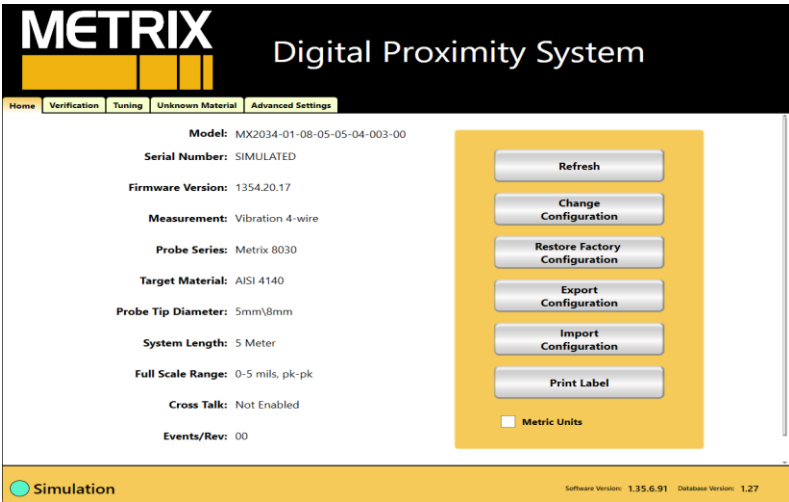 METRIX
Digital Proximity System
Home Verification Tuning Unknown Material Advanced Settings
Model: MX2034-01-08-05-05-04-003-00
Serial Number: SIMULATED
Firmware Version: 1354.20.17
Measurement: Vibration 4-wire
Probe Series: Metrix 8030
Target Material: AISI 4140
Probe Tip Diameter: 5mm\8mm
System Length: 5 Meter
Full Scale Range: 0-5 mils, pk-pk
Cross Talk: Not Enabled
Events/Rev: 00
Refresh
Change
Configuration
Restore Factory
Configuration
Export
Configuration
Import
Configuration
Print Label
Metric Units
Simulation
Software Version: 1.35.6.91 Database Version: 1.27